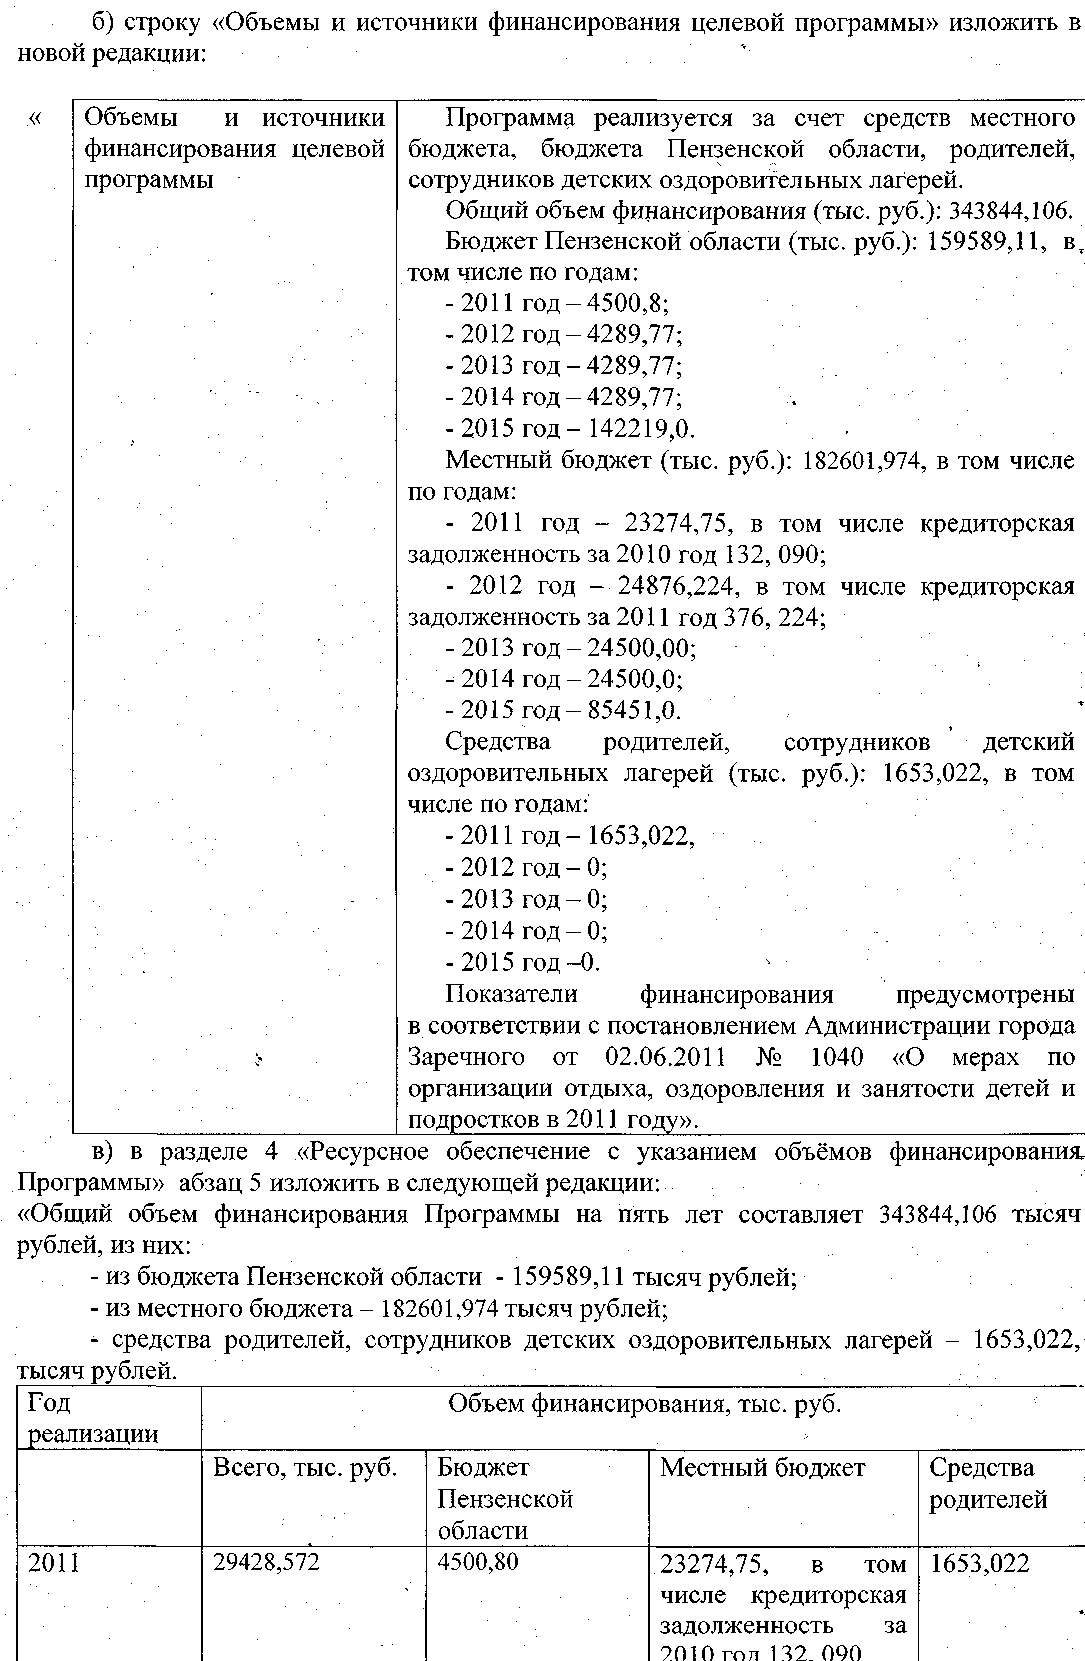 б) строку «Объемы и источники финансирования целевой программы» изложить в
новой редакции:
«
Объемы и источники
финансирования целевой
программы
Программа реализуется за счет средств местного
бюджета, бюджета Пензенской области, родителей,
сотрудников детских оздоровительных лагерей.
Общий объем финансирования (тыс. руб.): 343844,106.
Бюджет Пензенской области (тыс. руб.): 159589,11, в
том числе по годам:
- 2011 год – 4500,8;
- 2012 год – 4289,77;
- 2013 год – 4289,77;
- 2014 год – 4289,77;
- 2015 год – 142219,0.
Местный бюджет (тыс. руб.): 182601,974, в том числе
по годам:
- 2011 год – 23274,75, в том числе кредиторская
задолженность за 2010 год 132, 090;
- 2012 год – 24876,224, в том числе кредиторская
задолженность за 2011 год 376, 224;
- 2013 год – 24500,00;
- 2014 год – 24500,0;
- 2015 год – 85451,0.
Средства родителей, сотрудников детский
оздоровительных лагерей (тыс. руб.): 1653,022, в том
числе по годам:
- 2011 год – 1653,022,
- 2012 год – 0;
- 2013 год – 0;
- 2014 год – 0;
- 2015 год –0.
Показатели финансирования предусмотрены
в соответствии с постановлением Администрации города
Заречного от 02.06.2011 № 1040 «О мерах по
организации отдыха, оздоровления и занятости детей и
подростков в 2011 году».
в) в разделе 4 «Ресурсное обеспечение с указанием объёмов финансирования
Программы» абзац 5 изложить в следующей редакции:
«Общий объем финансирования Программы на пять лет составляет 343844,106 тысяч
рублей, из них:
- из бюджета Пензенской области - 159589,11 тысяч рублей;
- из местного бюджета – 182601,974 тысяч рублей;
- средства родителей, сотрудников детских оздоровительных лагерей – 1653,022,
тысяч рублей.
Год
реализации
Объем финансирования, тыс. руб.
Всего, тыс. руб.
Бюджет
Пензенской
области
Местный бюджет
Средства
родителей
2011
29428,572
4500,80
23274,75, в том
числе кредиторская
задолженность за
2010 год 132, 090
1653,022